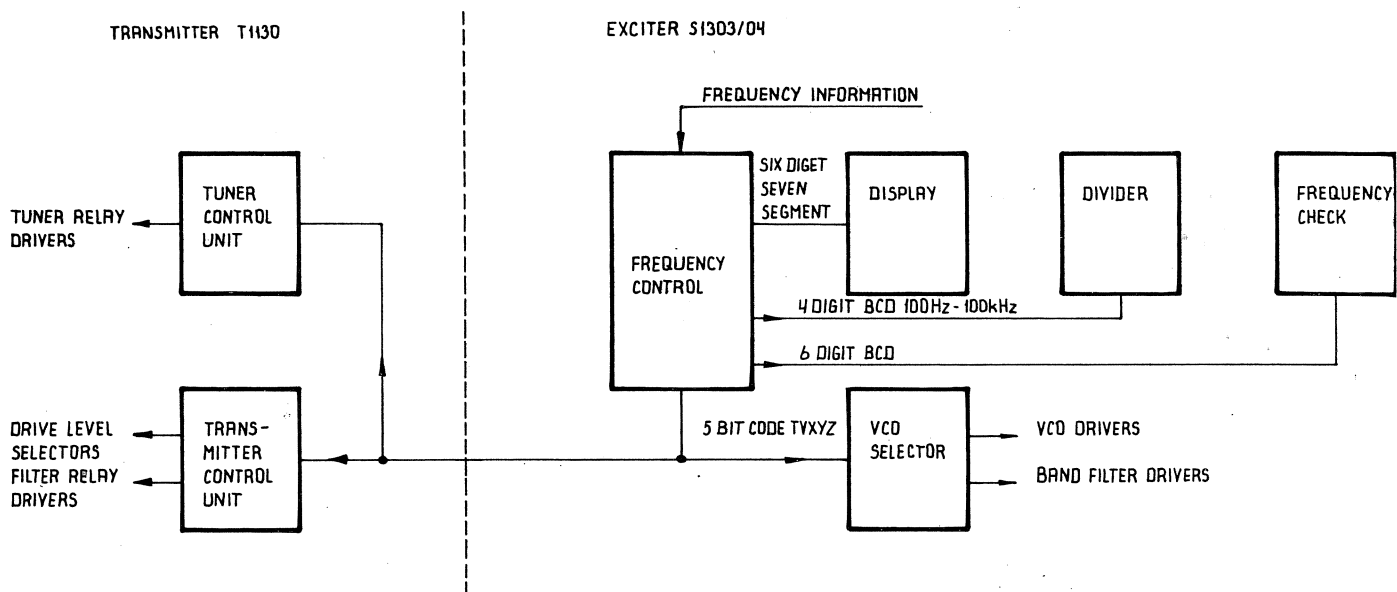 TRANSMITTER T1130
EXCITER S1303/04
FREQUENCY INFORMATION
TUNER RELAY
DRIVERS
TUNER
CONTROL
UNIT
FREQUENCY
CONTROL
SIX DIGET
SEVEN
SEGMENT
DISPLAY
DIVIDER
FREQUENCY
CHECK
4 DIGIT BCD 100Hz-100kHz
6 DIGIT BCD
DRIVE LEVEL
SELECTORS
FILTER RELAY
DRIVERS
TRANS-
MITTER
CONTROL
UNIT
5 BIT CODE TVXYZ
VCO
SELECTOR
VCO DRIVERS
BAND FILTER DRIVERS